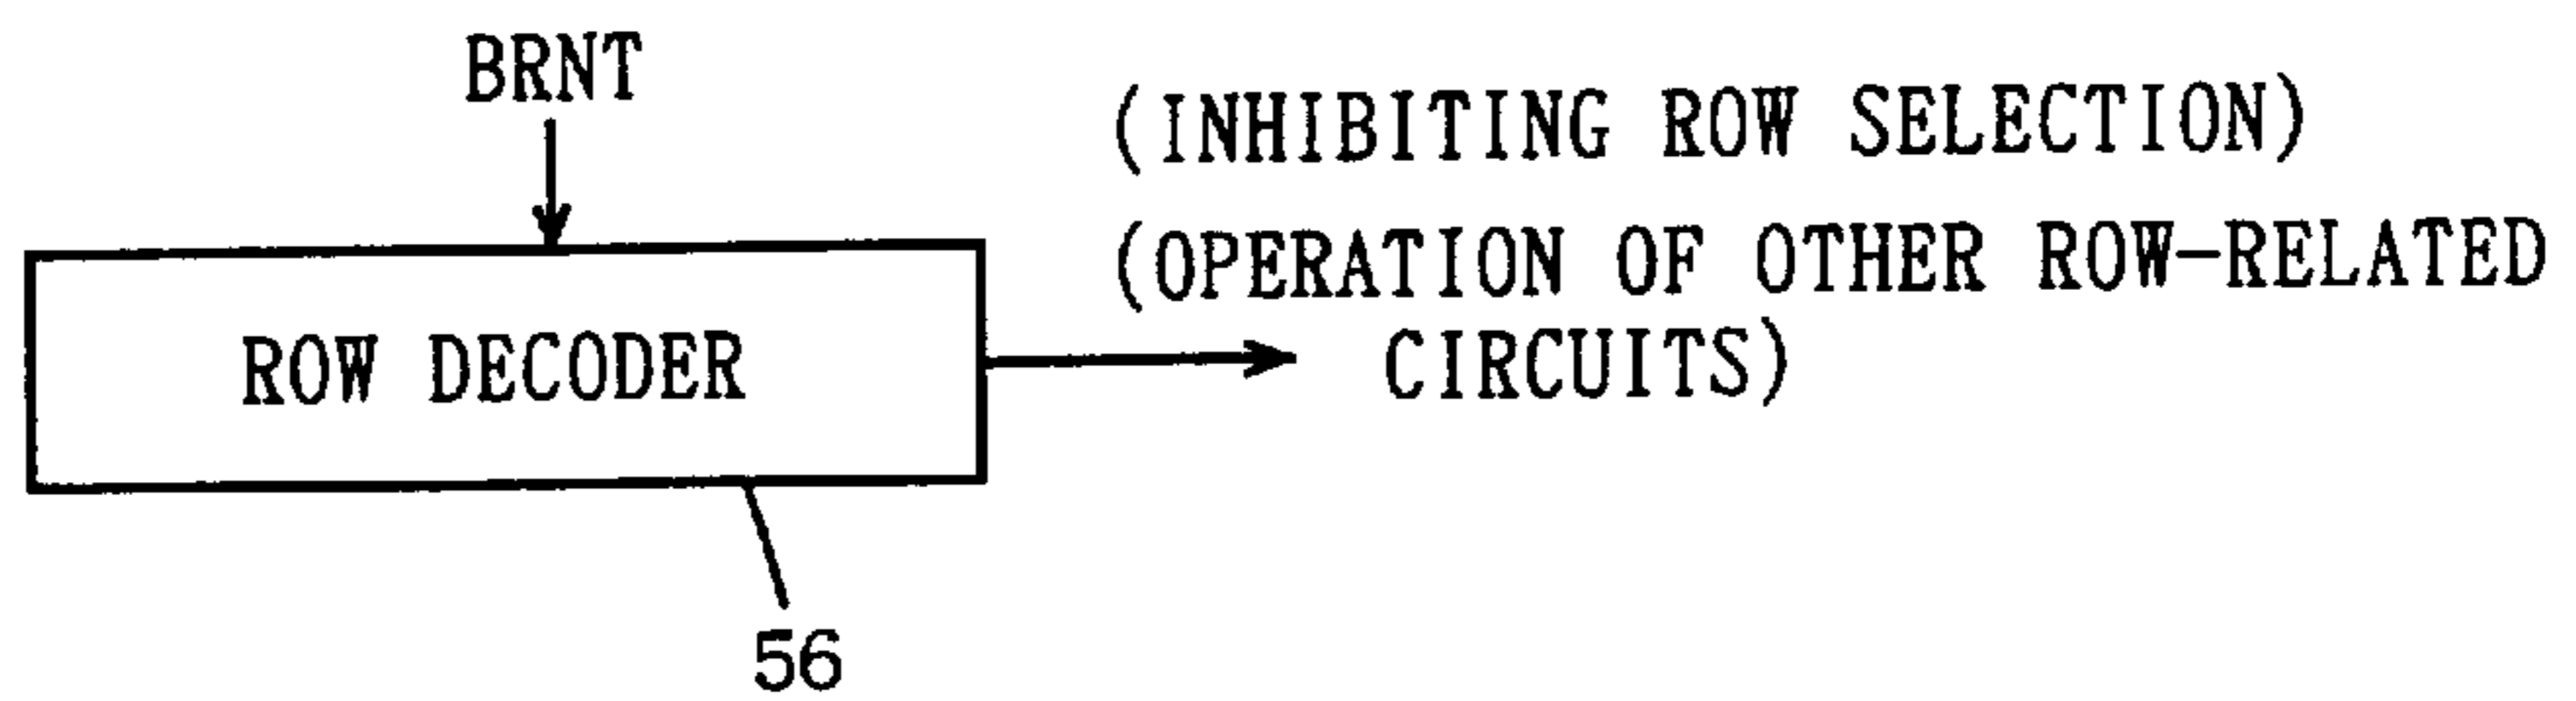 BRNT
(INHIBITING ROW SELECTION)
(OPERATION OF OTHER ROW-RELATED
CIRCUITS)
ROW DECODER
56